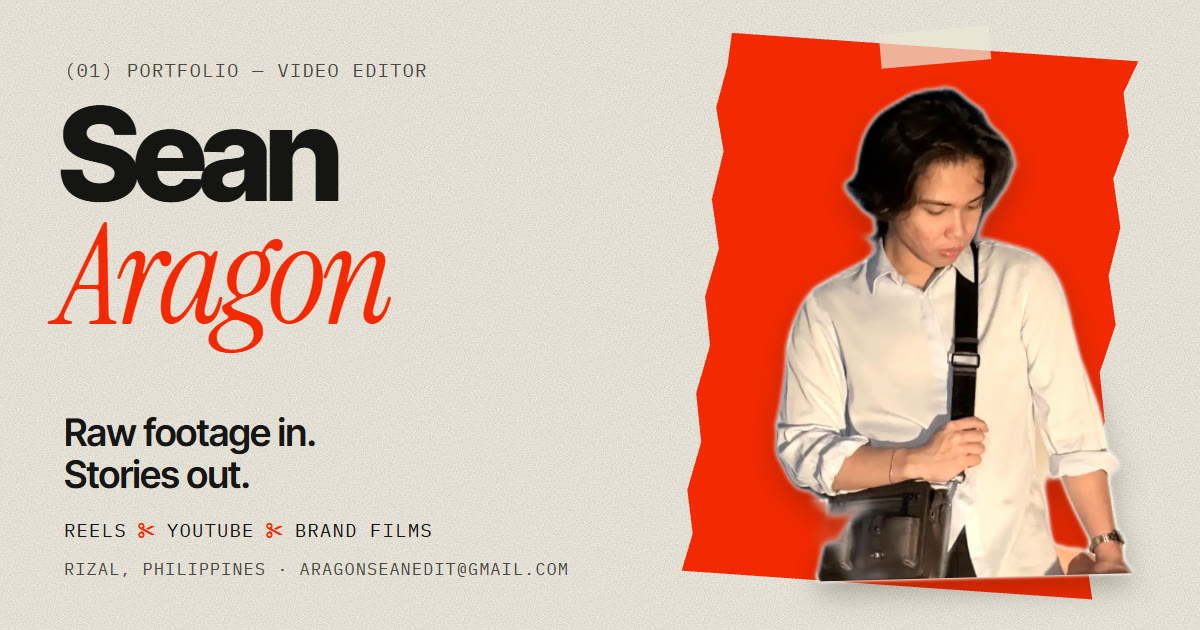 (01) PORTFOLIO — VIDEO EDITOR
Sean
Aragon
Raw footage in.
Stories out.
REELS ✂ YOUTUBE ✂ BRAND FILMS
RIZAL, PHILIPPINES · ARAGONSEANEDIT@GMAIL.COM